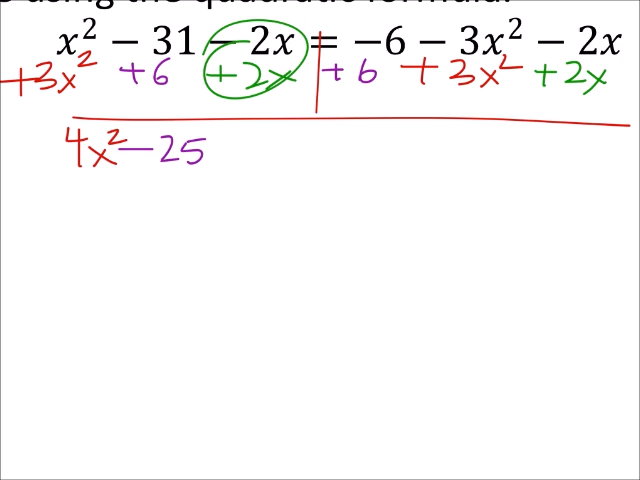 using the quadratic formula.
x² − 31 − 2x = −6 − 3x² − 2x
+3x² +6 +2x +6 +3x² +2x
4x² − 25